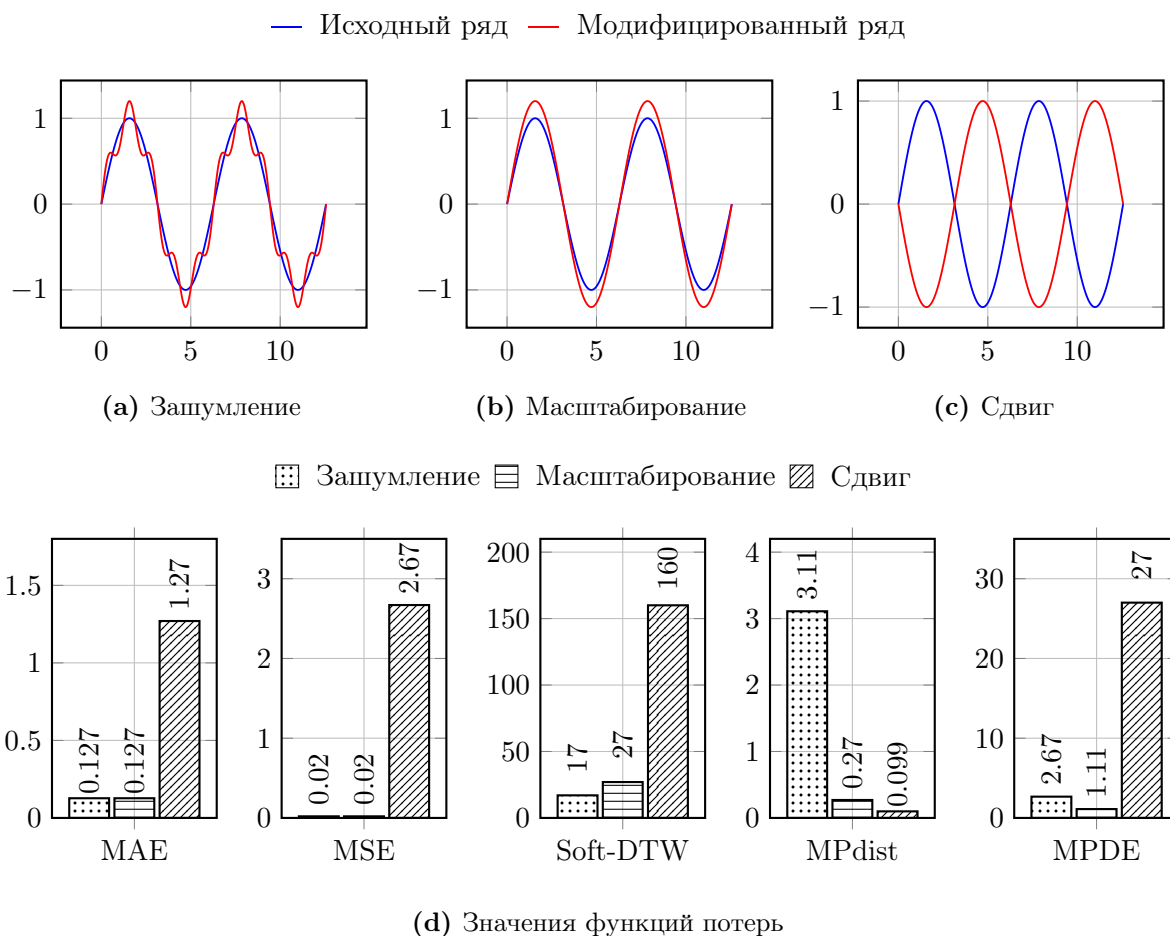 Исходный ряд Модифицированный ряд
1
0
−1
0 5 10
(a) Зашумление
1
0
−1
0 5 10
(b) Масштабирование
1
0
−1
0 5 10
(c) Сдвиг
Зашумление Масштабирование Сдвиг
1.5
1
0.5
0
0.127 0.127 1.27
MAE
3
2
1
0
0.02 0.02 2.67
MSE
200
150
100
50
0
17 27 160
Soft-DTW
4
3
2
1
0
3.11 0.27 0.099
MPdist
30
20
10
0
2.67 1.11 27
MPDE
(d) Значения функций потерь